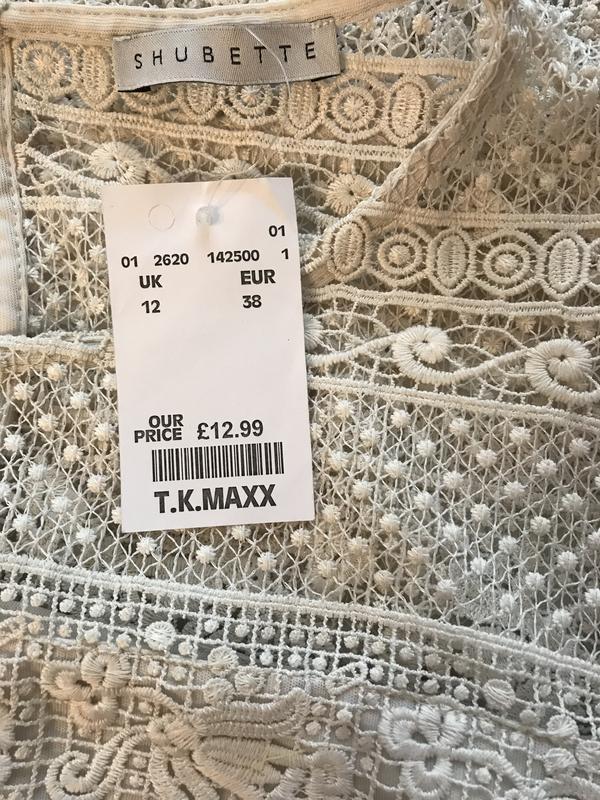 SHUBETTE
01
01 2620 142500 1
UK EUR
12 38
OUR
PRICE £12.99
T.K.MAXX